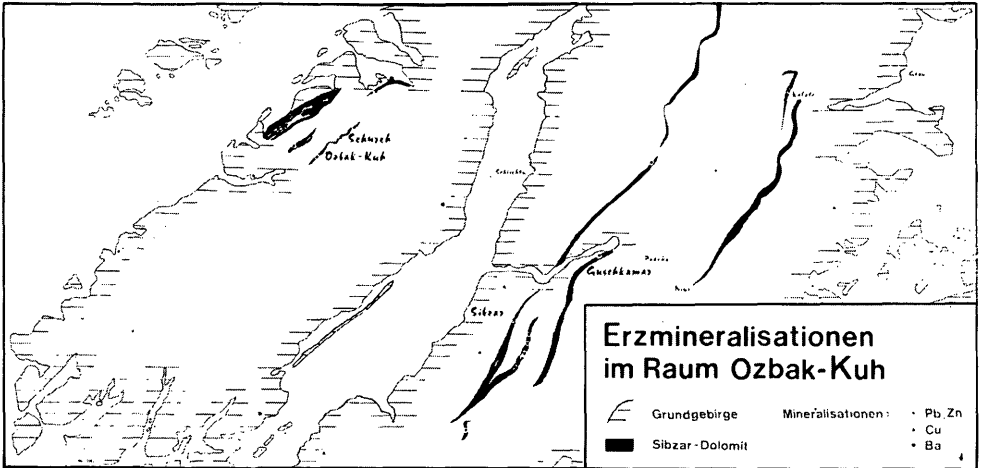 Schurch
Ozbak-Kuh
Guschkamar
Sibzar
Erzmineralisationen
im Raum Ozbak-Kuh
Grundgebirge Mineralisationen: • Pb, Zn
• Cu
Sibzar-Dolomit • Ba